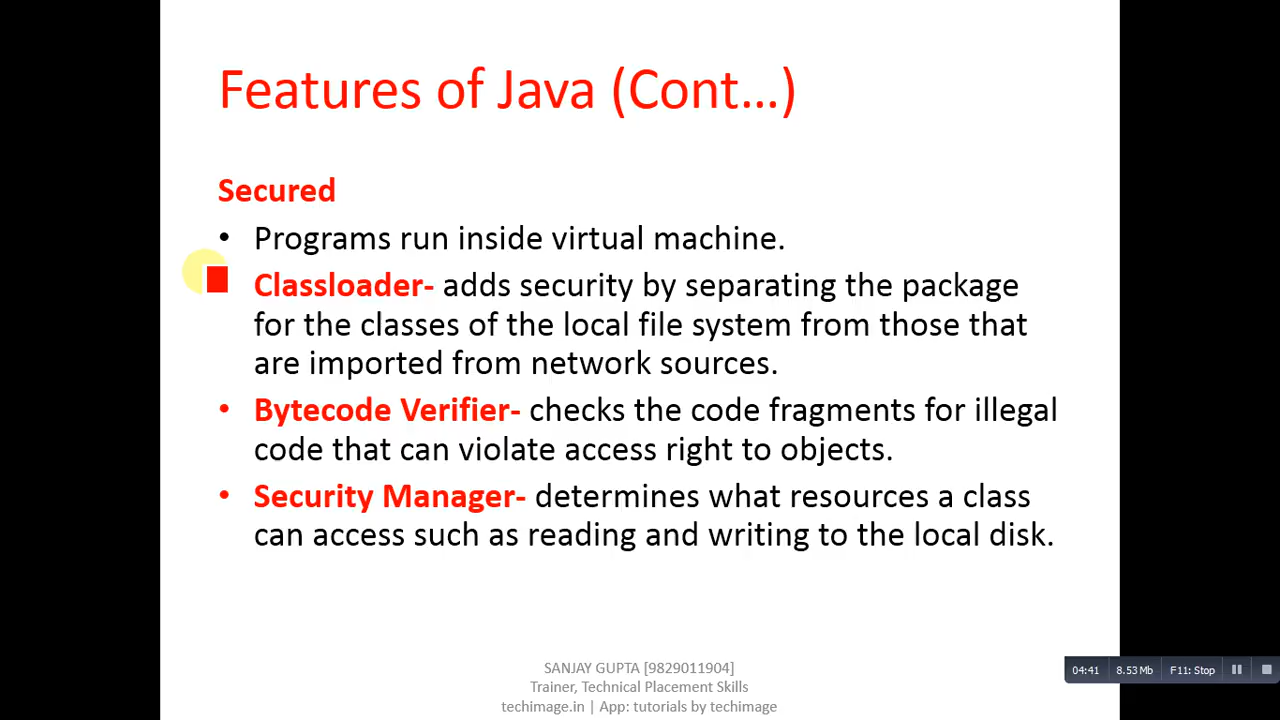 Features of Java (Cont...)
Secured
• Programs run inside virtual machine.
Classloader- adds security by separating the package
for the classes of the local file system from those that
are imported from network sources.
• Bytecode Verifier- checks the code fragments for illegal
code that can violate access right to objects.
• Security Manager- determines what resources a class
can access such as reading and writing to the local disk.
SANJAY GUPTA [9829011904]
Trainer, Technical Placement Skills
techimage.in | App: tutorials by techimage
04:41 8.53 Mb F11: Stop